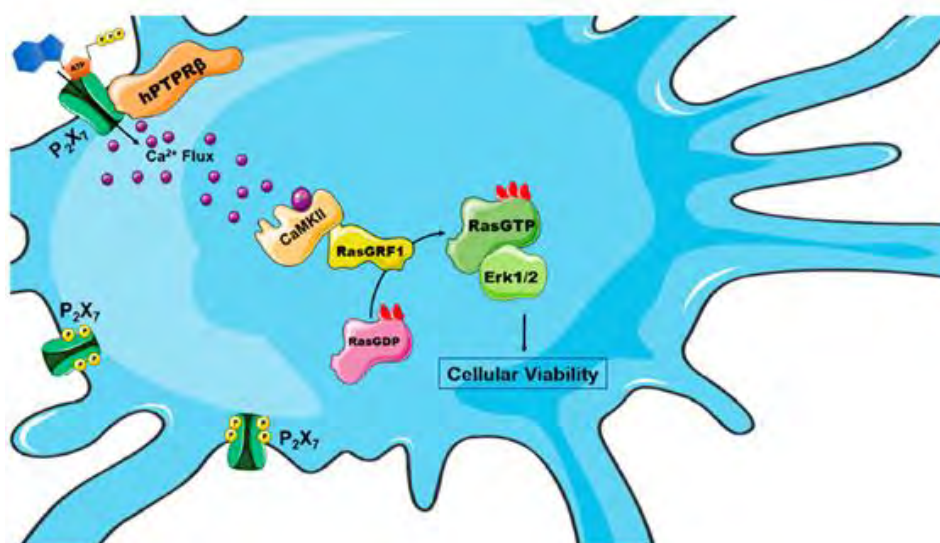 P P P
ATP
hPTPRβ
P₂X₇
Ca²⁺ Flux
CaMKII
RasGRF1
RasGTP
Erk1/2
RasGDP
Cellular Viability
P₂X₇
P P
P P
P P
P P
P₂X₇